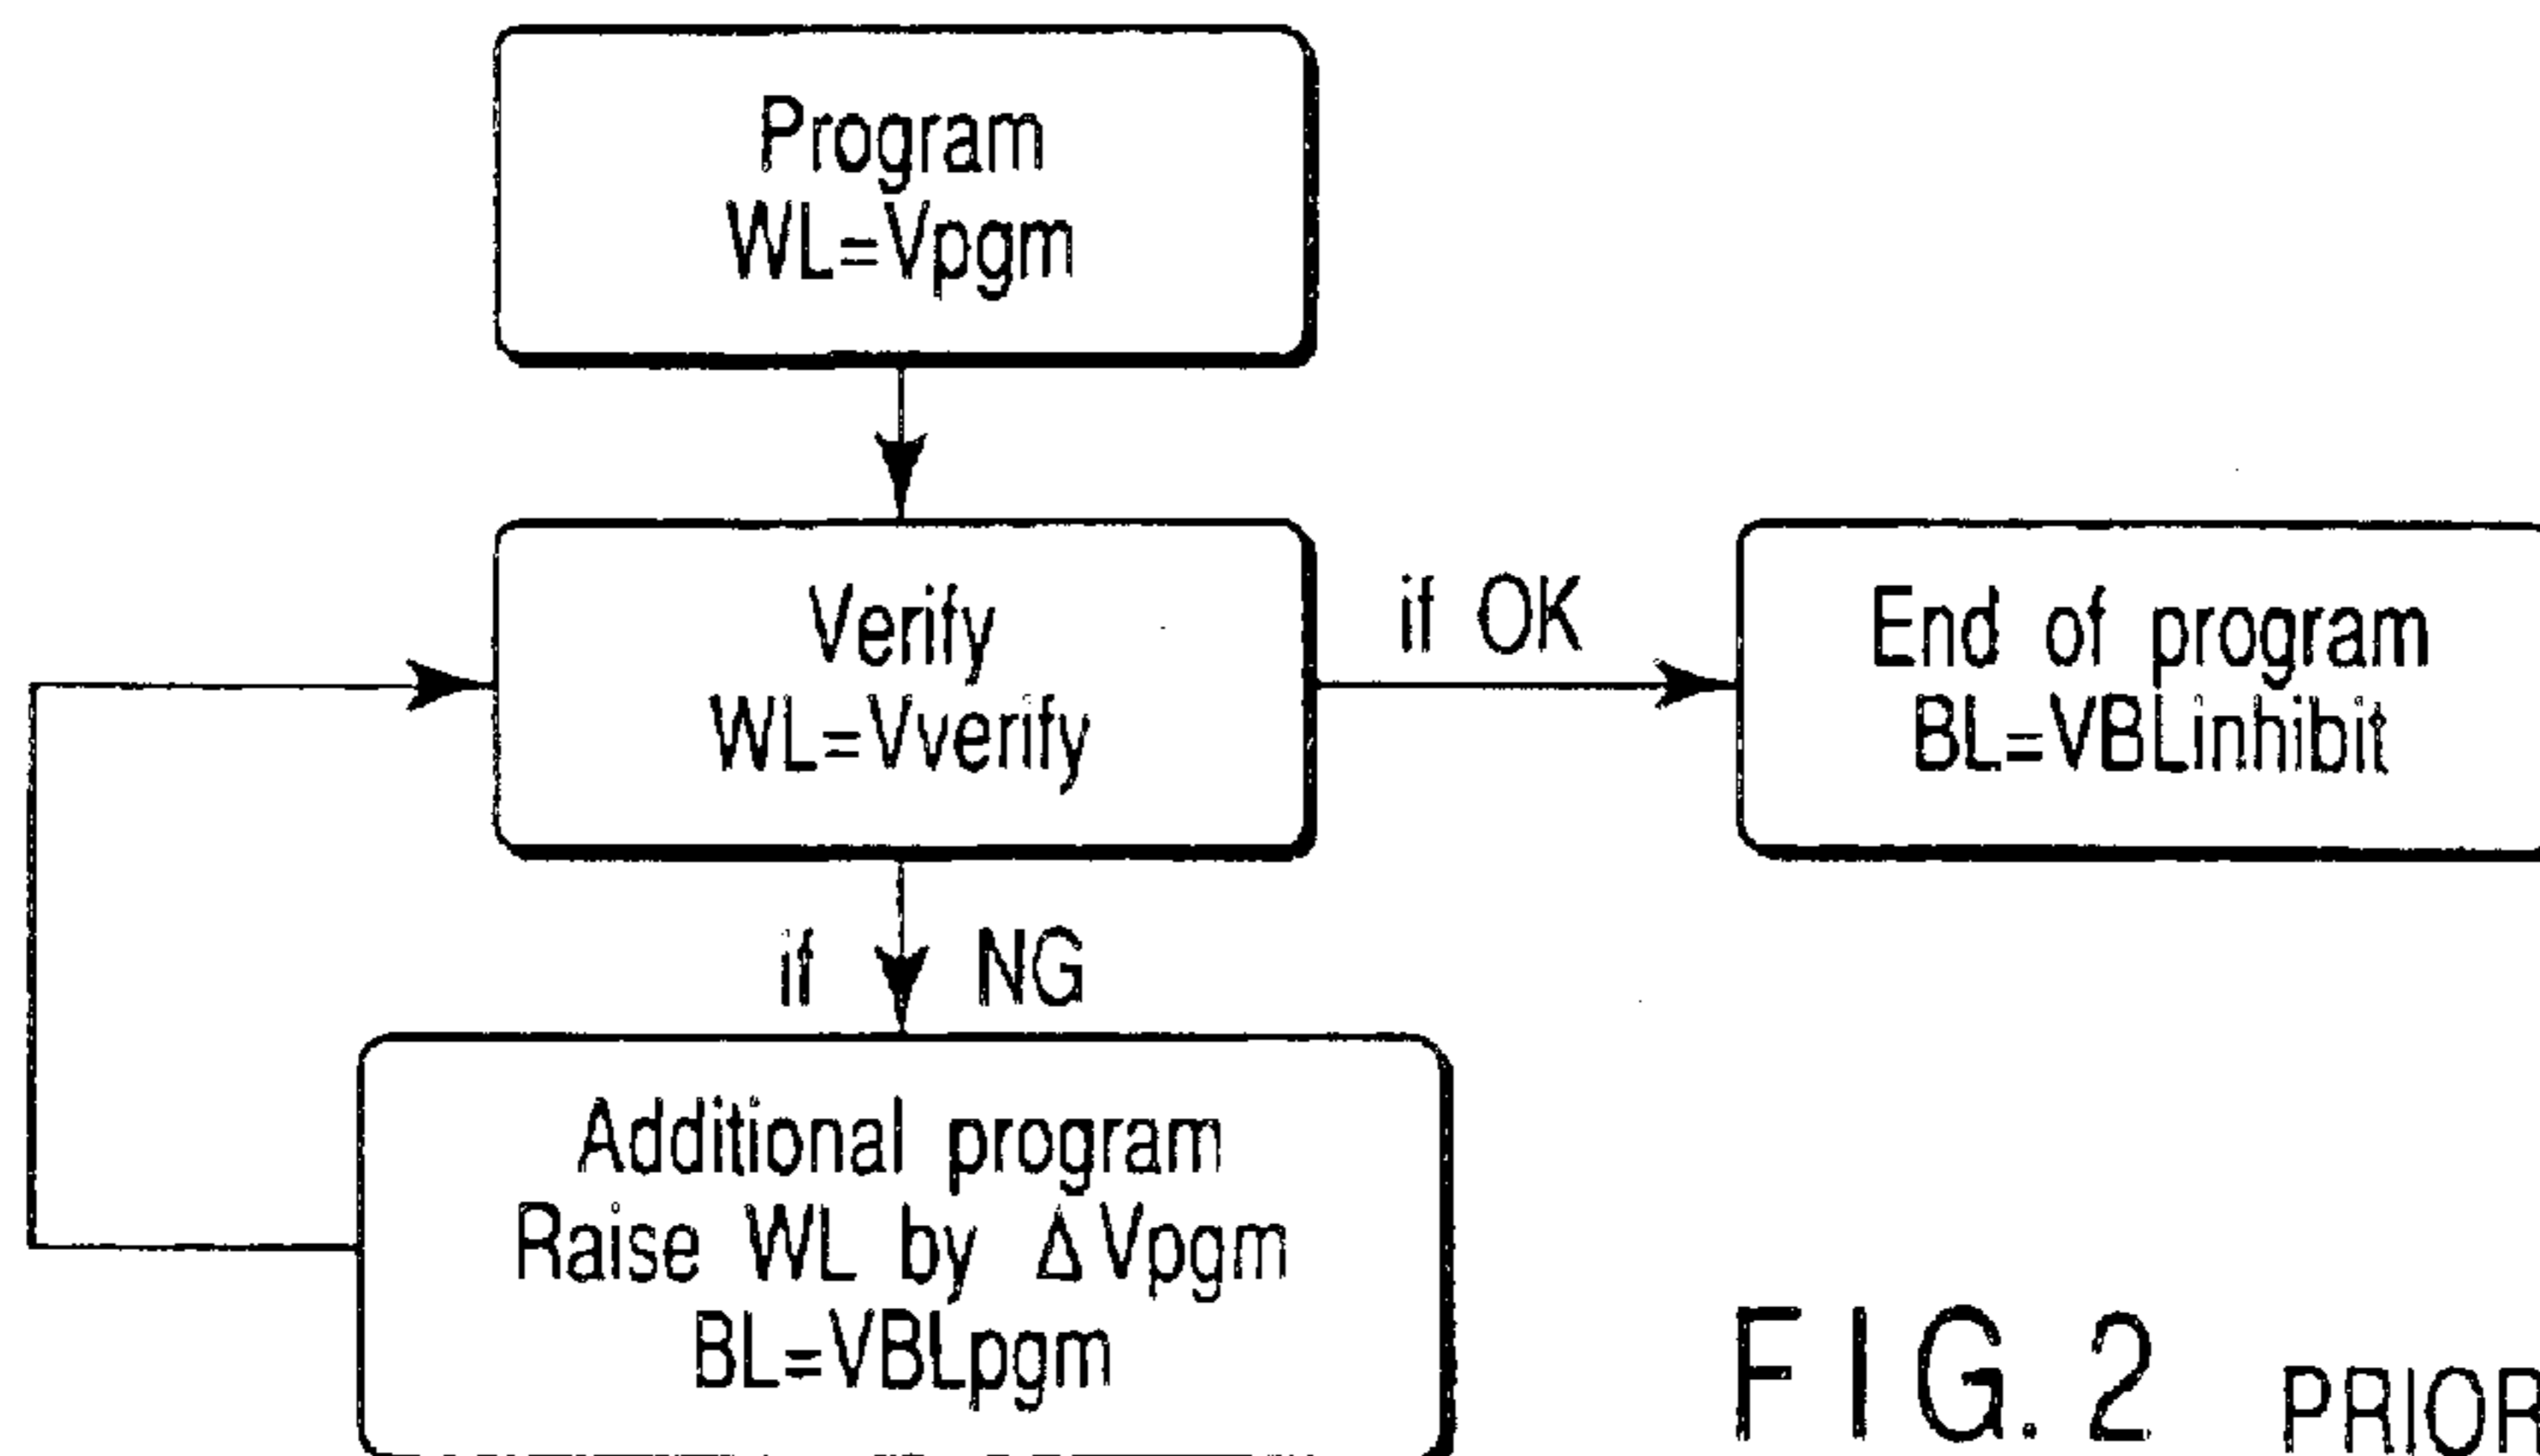 Program
WL=Vpgm
Verify
WL=Vverify
if OK
End of program
BL=VBLinhibit
if NG
Additional program
Raise WL by ΔVpgm
BL=VBLpgm
FIG. 2 PRIOR